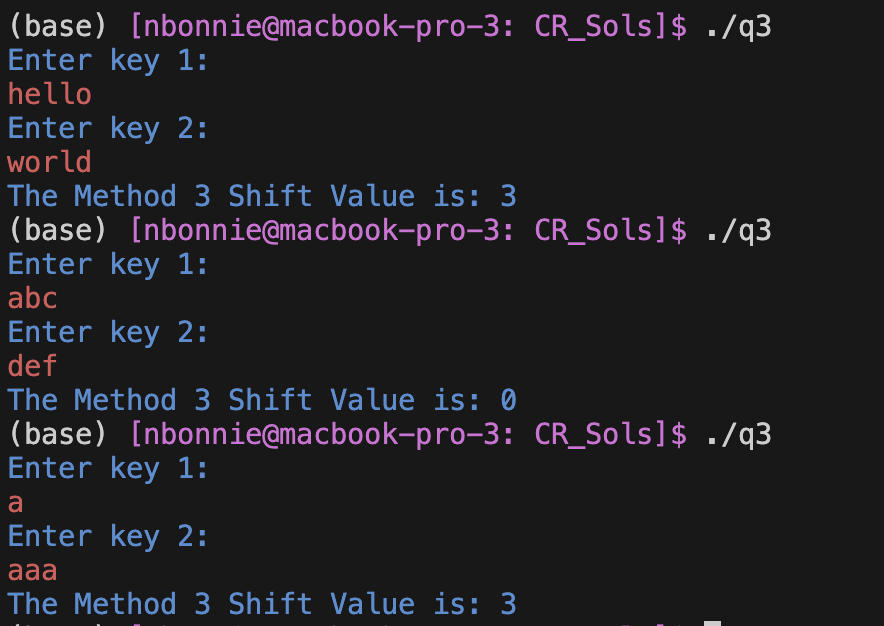 (base) [nbonnie@macbook-pro-3: CR_Sols]$ ./q3
Enter key 1:
hello
Enter key 2:
world
The Method 3 Shift Value is: 3
(base) [nbonnie@macbook-pro-3: CR_Sols]$ ./q3
Enter key 1:
abc
Enter key 2:
def
The Method 3 Shift Value is: 0
(base) [nbonnie@macbook-pro-3: CR_Sols]$ ./q3
Enter key 1:
a
Enter key 2:
aaa
The Method 3 Shift Value is: 3